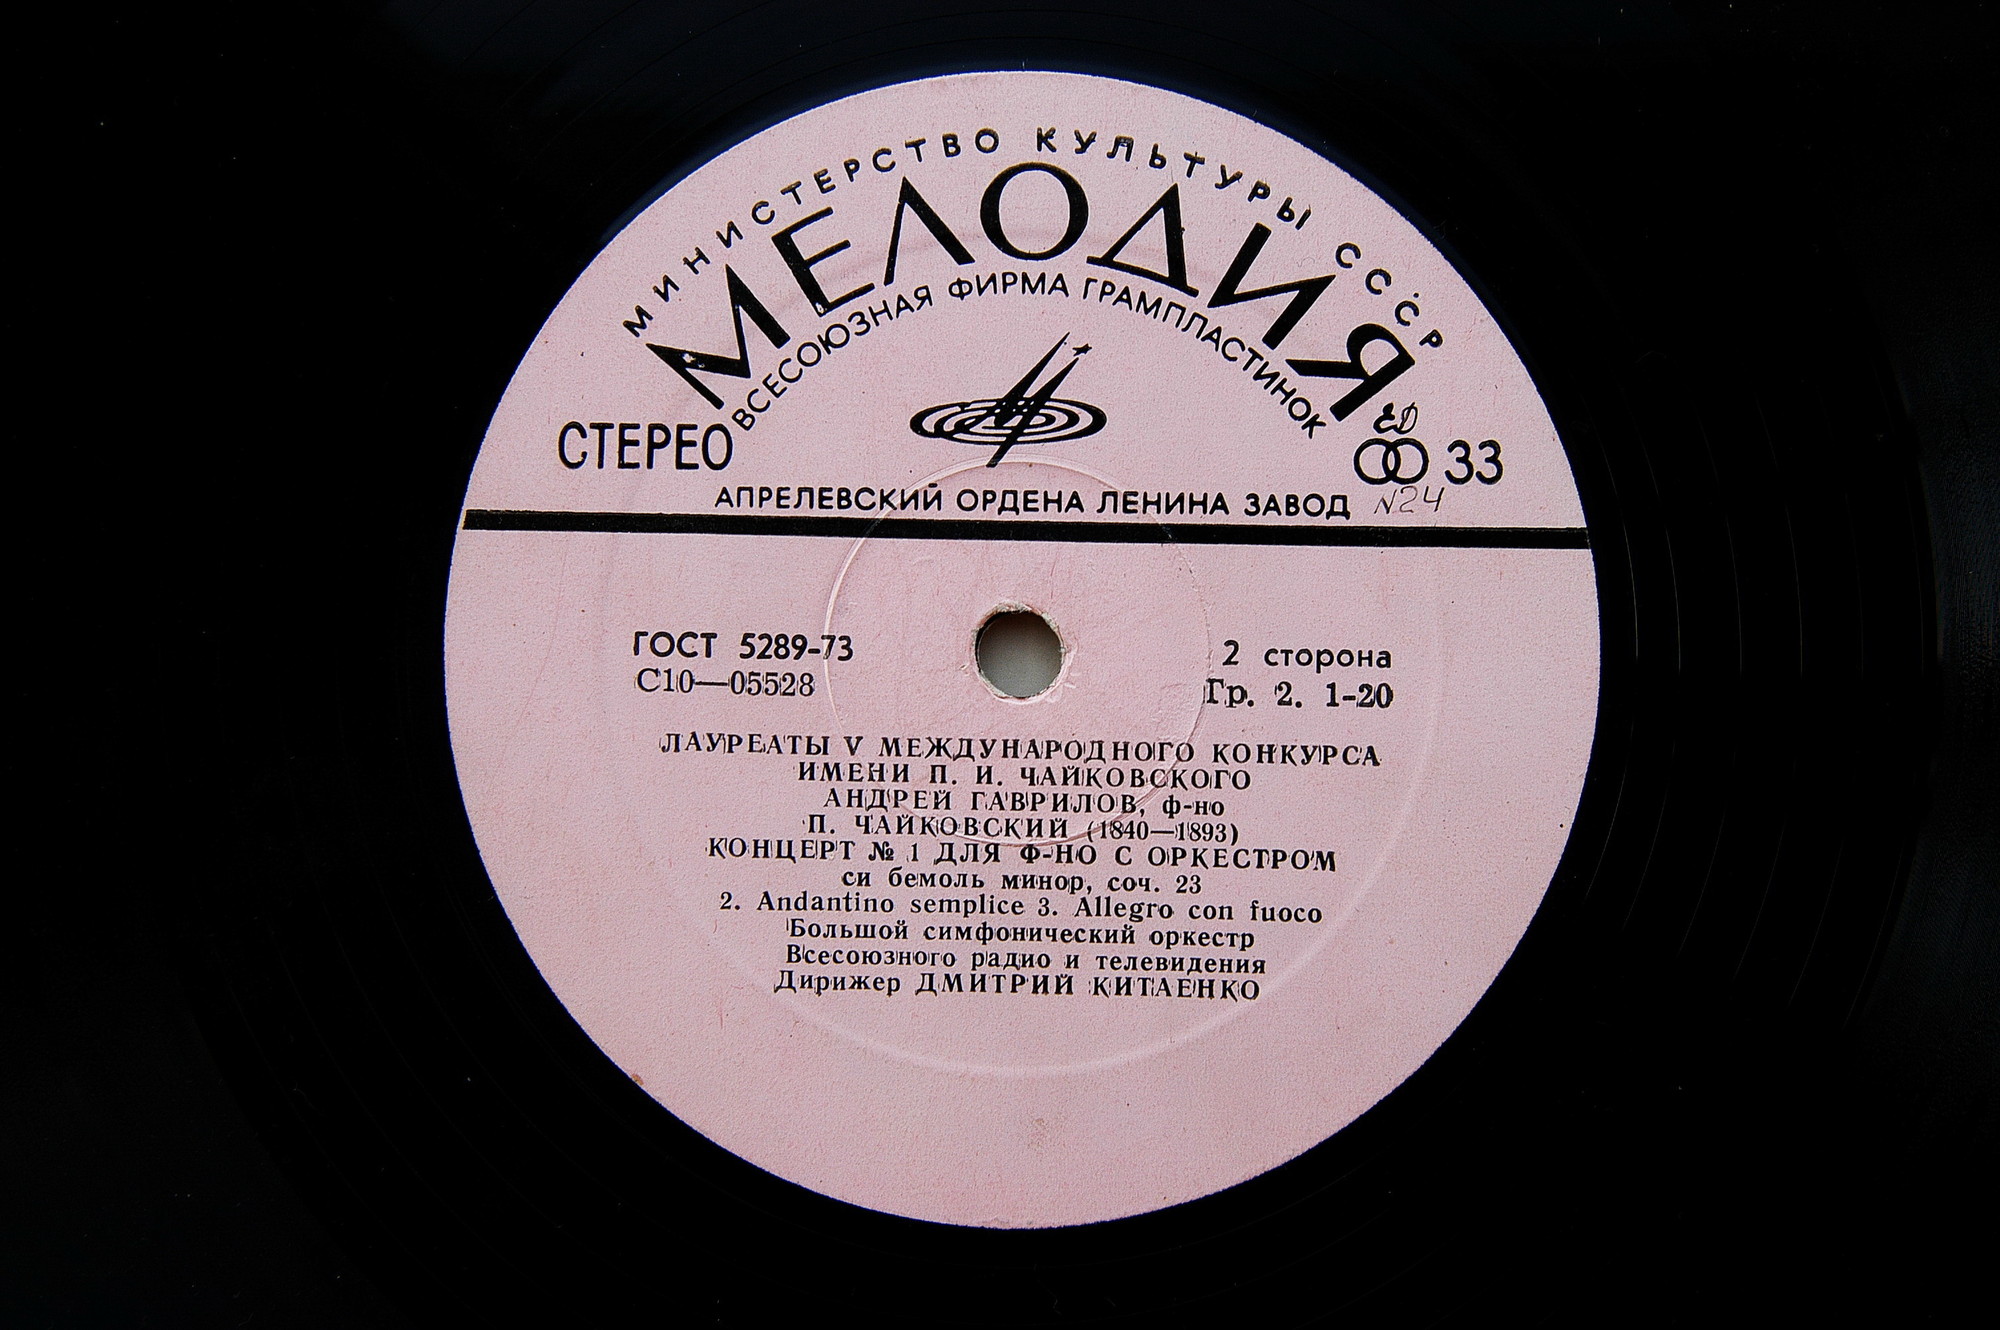 МИНИСТЕРСТВО КУЛЬТУРЫ СССР
МЕЛОДИЯ
ВСЕСОЮЗНАЯ ФИРМА ГРАМПЛАСТИНОК
СТЕРЕО
33
АПРЕЛЕВСКИЙ ОРДЕНА ЛЕНИНА ЗАВОД
N24
ГОСТ 5289-73
С10—05528
2 сторона
Гр. 2. 1-20
ЛАУРЕАТЫ V МЕЖДУНАРОДНОГО КОНКУРСА
ИМЕНИ П. И. ЧАЙКОВСКОГО
АНДРЕЙ ГАВРИЛОВ, ф-но
П. ЧАЙКОВСКИЙ (1840—1893)
КОНЦЕРТ № 1 ДЛЯ Ф-НО С ОРКЕСТРОМ
си бемоль минор, соч. 23
2. Andantino semplice 3. Allegro con fuoco
Большой симфонический оркестр
Всесоюзного радио и телевидения
Дирижер ДМИТРИЙ КИТАЕНКО